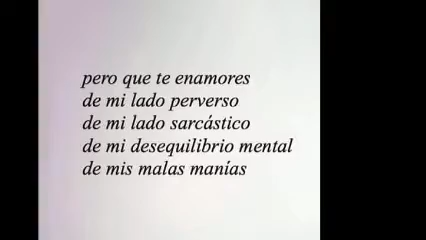 pero que te enamores
de mi lado perverso
de mi lado sarcástico
de mi desequilibrio mental
de mis malas manías